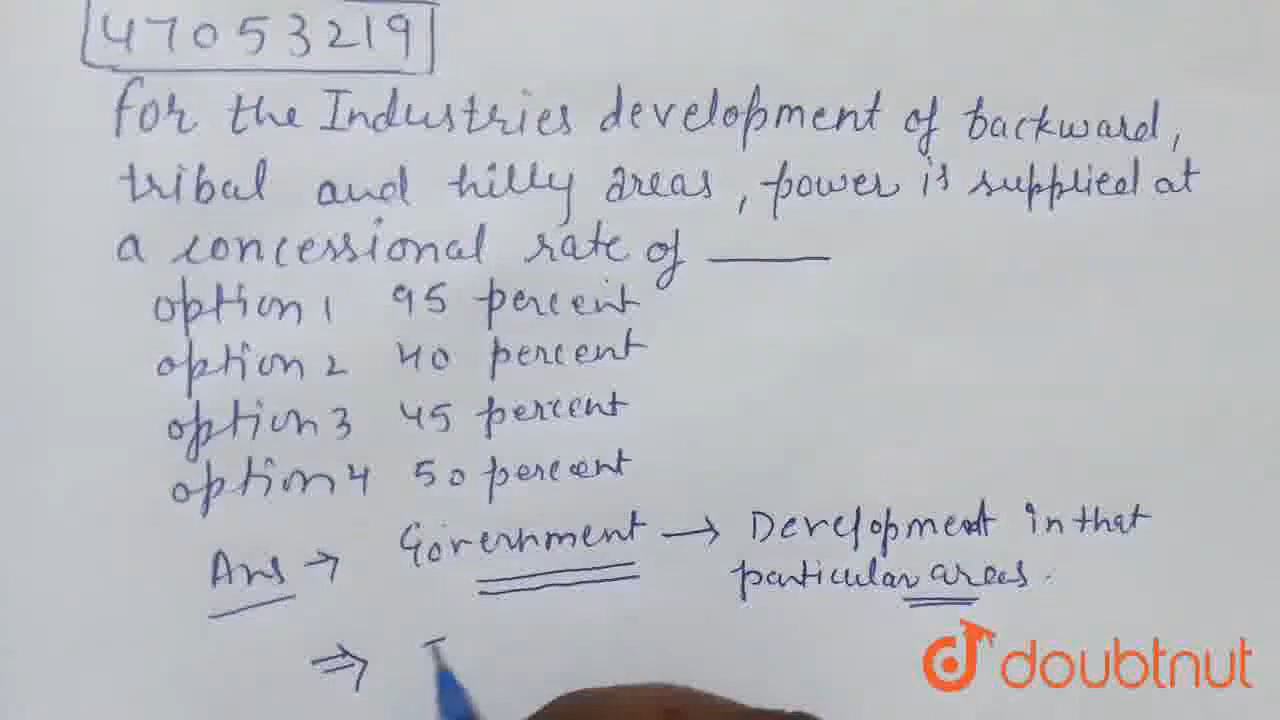 47053219
for the Industries development of backward,
tribal and hilly areas, power is supplied at
a concessional rate of
option 1 95 percent
option 2 40 percent
option 3 45 percent
option 4 50 percent
Ans → Government → Development in that
particular areas.
⇒
doubtnut